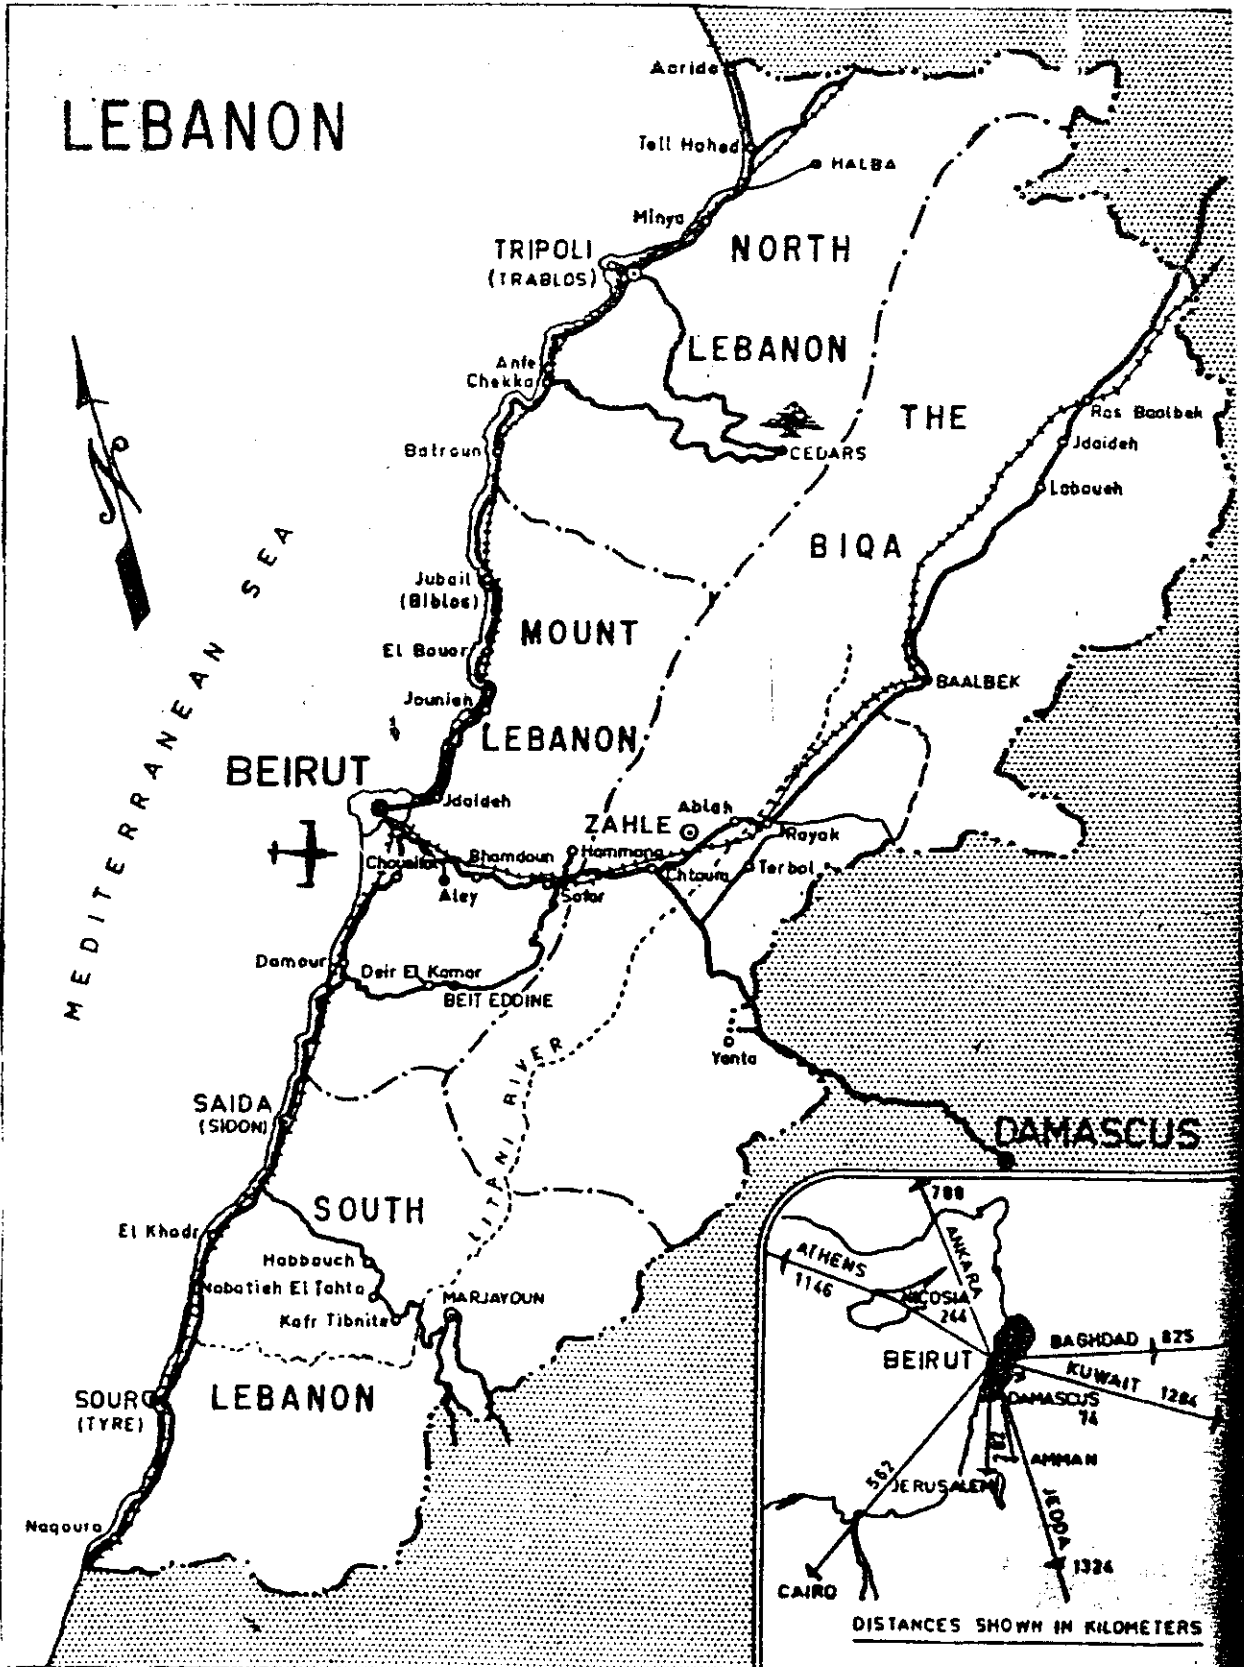 LEBANON
Aaride
Tell Hahed
HALBA
Minya
TRIPOLI
(TRABLOS)
NORTH
LEBANON
Anfe
Chekka
THE
Ras Baalbek
Batroun
CEDARS
Jdaideh
Laboueh
N
BIQA
MEDITERRANEAN SEA
Jubail
(Biblos)
MOUNT
El Bouar
BAALBEK
Jounieh
LEBANON
BEIRUT
Jdaideh
Ablah
ZAHLE
Rayak
Hammana
Bhamdoun
Choueifat
Chtaura
Terbol
Aley
Sofar
Damour
Deir El Kamar
BEIT EDDINE
Yanta
LITANI RIVER
SAIDA
(SIDON)
DAMASCUS
SOUTH
El Khadr
Habbouch
Nabatieh El Tahta
MARJAYOUN
Kafr Tibnite
LEBANON
SOUR
(TYRE)
Naqoura
788
ANKARA
ATHENS
1146
NICOSIA
244
BAGHDAD 825
BEIRUT
KUWAIT 1284
DAMASCUS
74
AMMAN
562
JERUSALEM
JEDDA
1324
CAIRO
DISTANCES SHOWN IN KILOMETERS